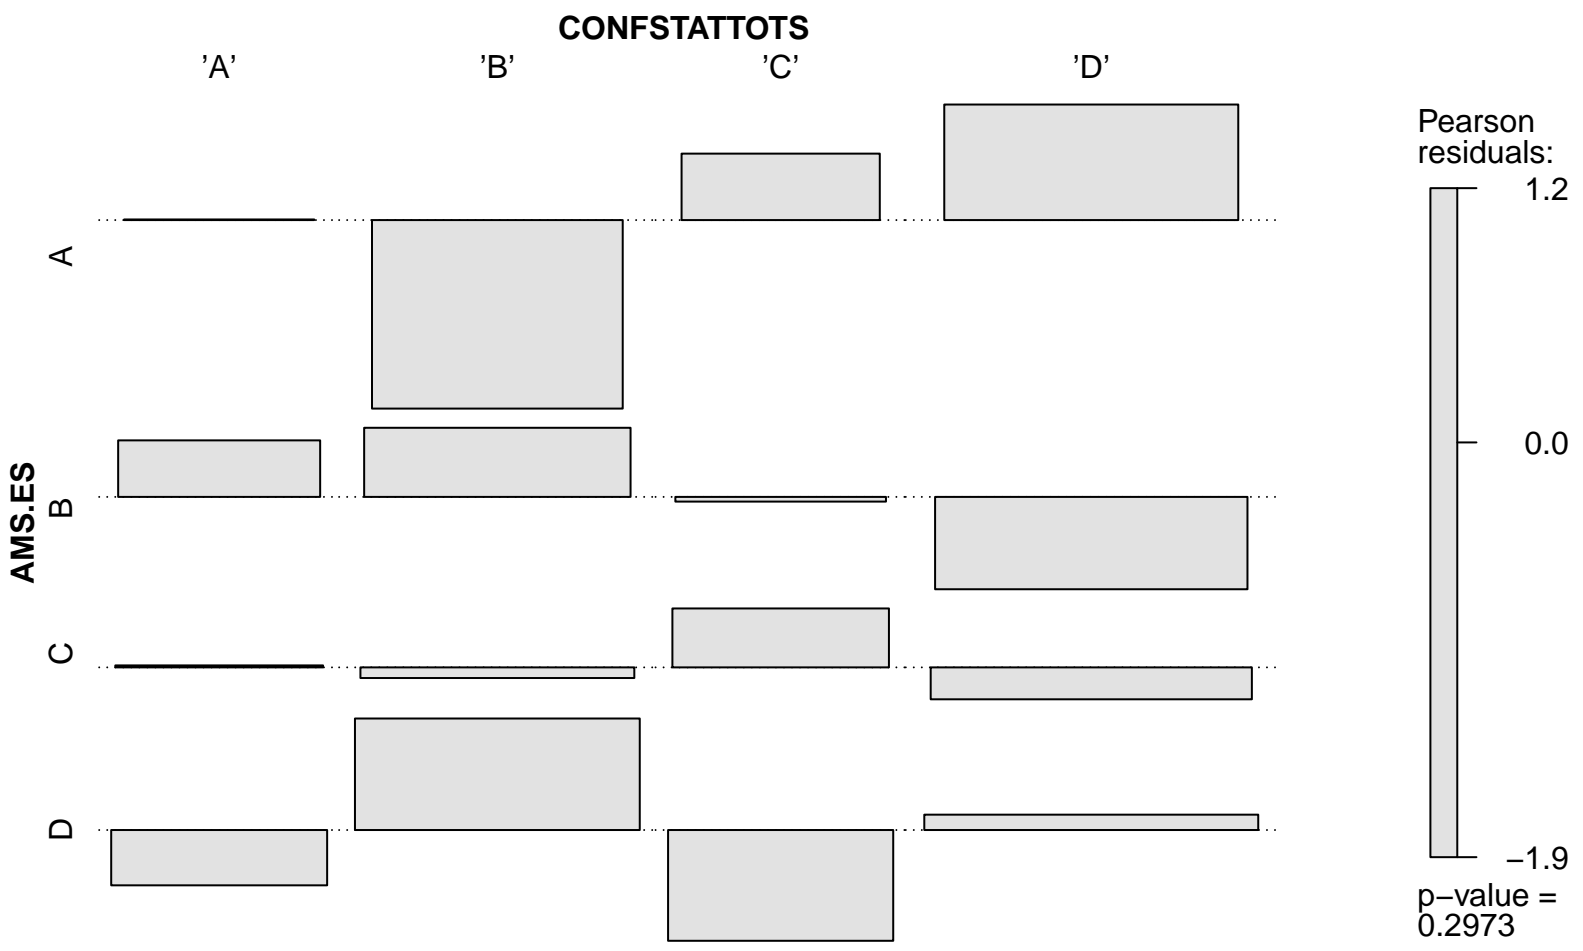 CONFSTATTOTS
’A’ ’B’ ’C’ ’D’
AMS.ES
A
B
C
D
Pearson
residuals:
1.2
0.0
−1.9
p−value =
0.2973